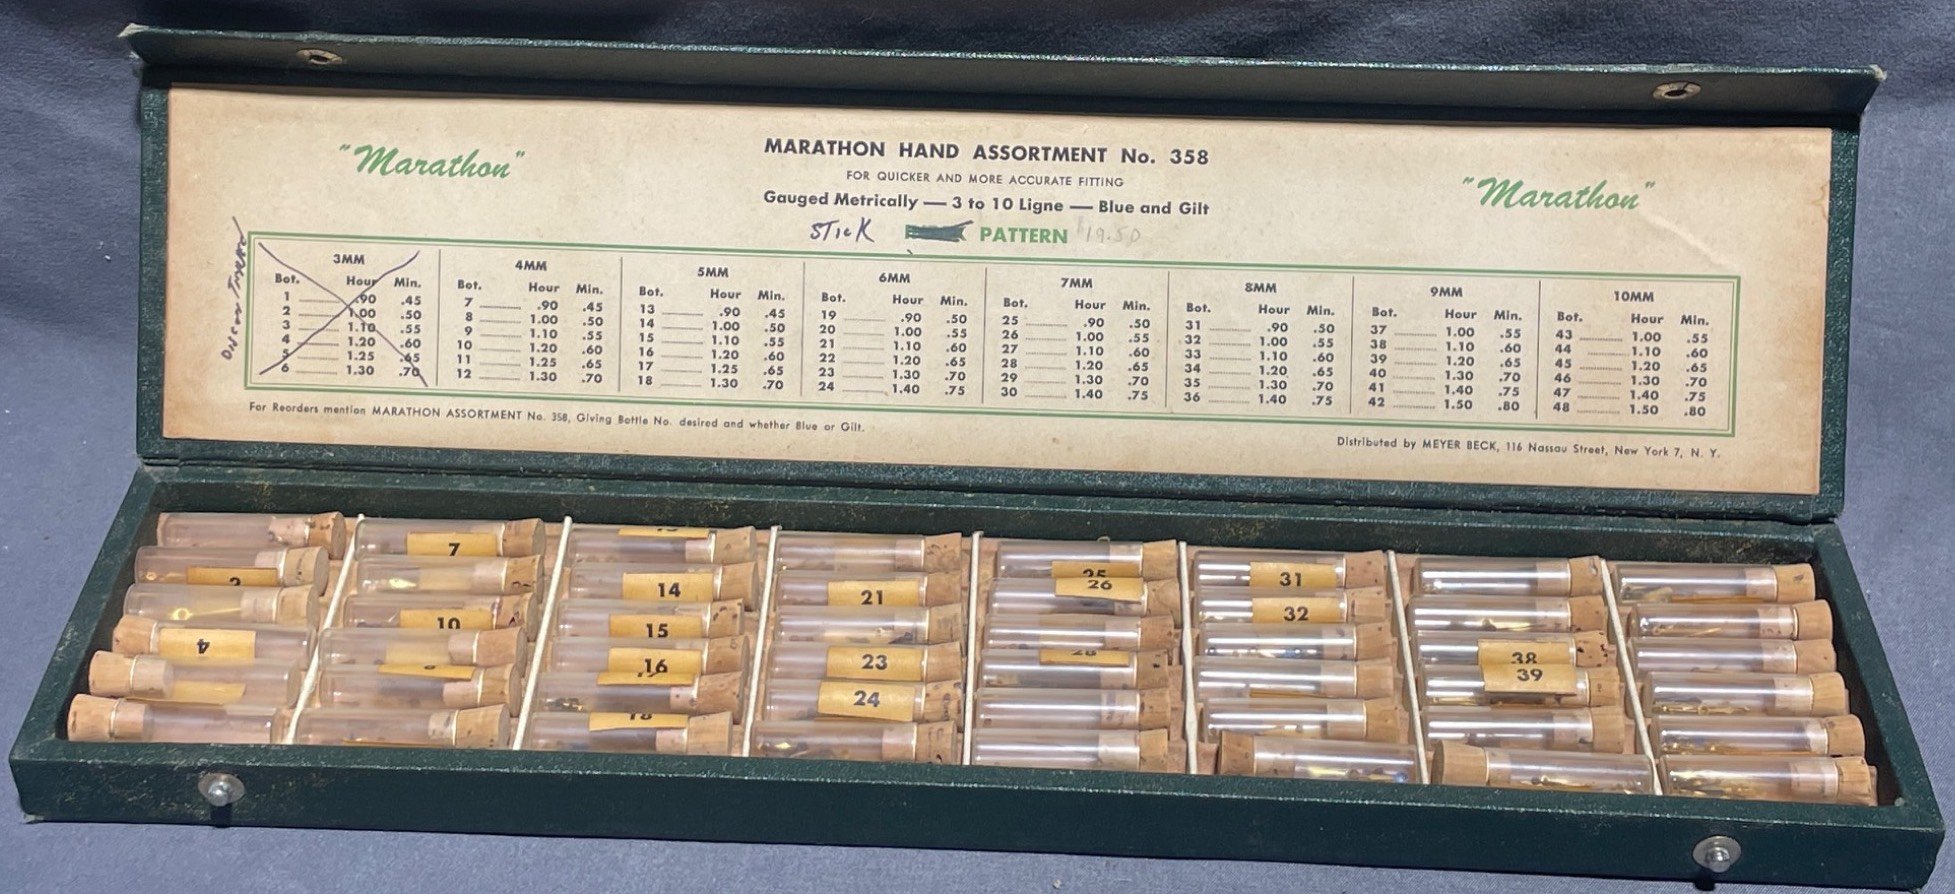 "Marathon"
MARATHON HAND ASSORTMENT No. 358
"Marathon"
FOR QUICKER AND MORE ACCURATE FITTING
Gauged Metrically — 3 to 10 Ligne — Blue and Gilt
STICK PATTERN $19.50
3MM
Bot. Hour Min.
1 .90 .45
2 1.00 .50
3 1.10 .55
4 1.20 .60
5 1.25 .65
6 1.30 .70
4MM
Bot. Hour Min.
7 .90 .45
8 1.00 .50
9 1.10 .55
10 1.20 .60
11 1.25 .65
12 1.30 .70
5MM
Bot. Hour Min.
13 .90 .45
14 1.00 .50
15 1.10 .55
16 1.20 .60
17 1.25 .65
18 1.30 .70
6MM
Bot. Hour Min.
19 .90 .50
20 1.00 .55
21 1.10 .60
22 1.20 .65
23 1.30 .70
24 1.40 .75
7MM
Bot. Hour Min.
25 .90 .50
26 1.00 .55
27 1.10 .60
28 1.20 .65
29 1.30 .70
30 1.40 .75
8MM
Bot. Hour Min.
31 .90 .50
32 1.00 .55
33 1.10 .60
34 1.20 .65
35 1.30 .70
36 1.40 .75
9MM
Bot. Hour Min.
37 1.00 .55
38 1.10 .60
39 1.20 .65
40 1.30 .70
41 1.40 .75
42 1.50 .80
10MM
Bot. Hour Min.
43 1.00 .55
44 1.10 .60
45 1.20 .65
46 1.30 .70
47 1.40 .75
48 1.50 .80
For Reorders mention MARATHON ASSORTMENT No. 358, Giving Bottle No. desired and whether Blue or Gilt.
Distributed by MEYER BECK, 116 Nassau Street, New York 7, N. Y.
2
4
7
10
14
15
16
18
21
23
24
25
26
31
32
38
39